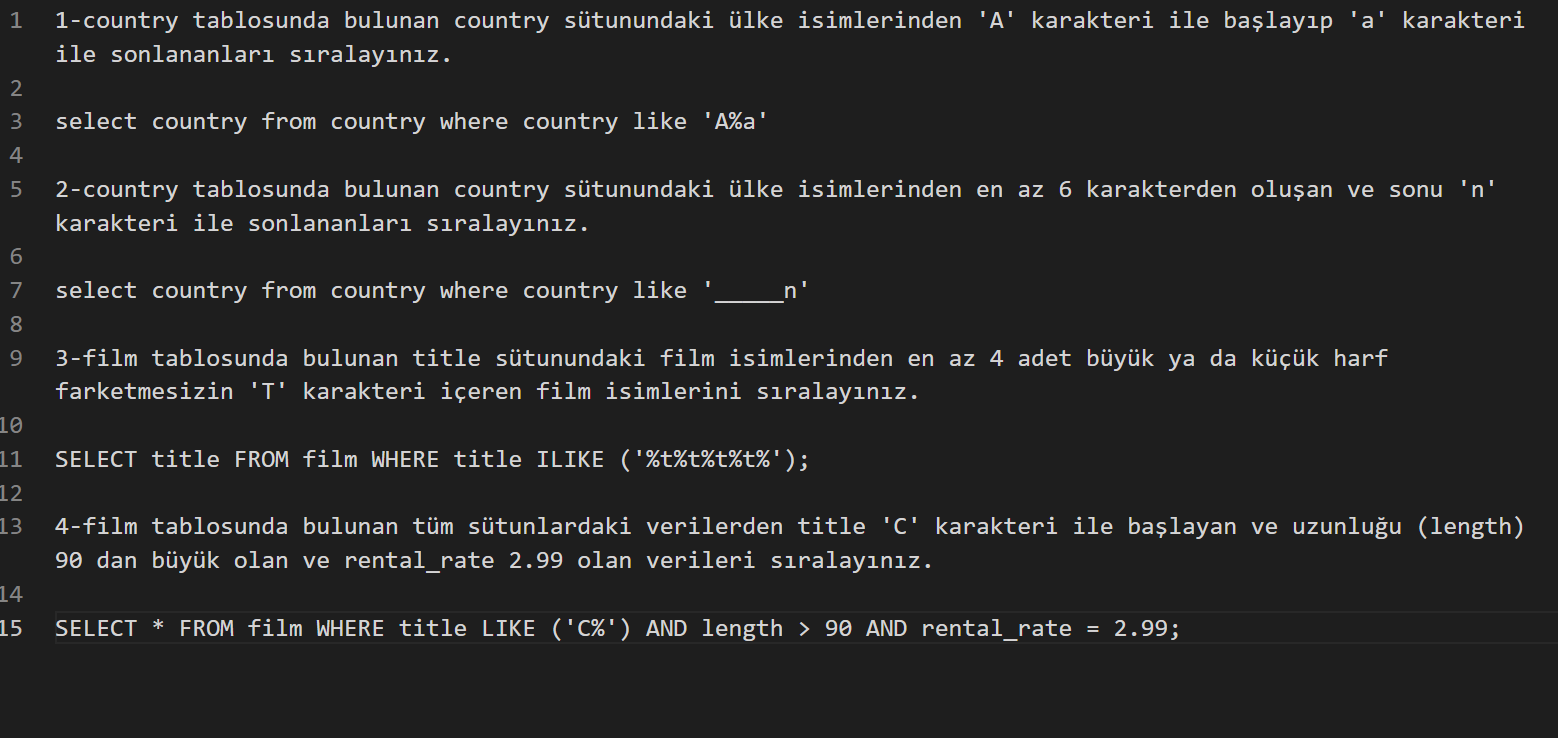 1 1-country tablosunda bulunan country sütunundaki ülke isimlerinden 'A' karakteri ile başlayıp 'a' karakteri
ile sonlananları sıralayınız.
2
3 select country from country where country like 'A%a'
4
5 2-country tablosunda bulunan country sütunundaki ülke isimlerinden en az 6 karakterden oluşan ve sonu 'n'
karakteri ile sonlananları sıralayınız.
6
7 select country from country where country like '_____n'
8
9 3-film tablosunda bulunan title sütunundaki film isimlerinden en az 4 adet büyük ya da küçük harf
farketmesizin 'T' karakteri içeren film isimlerini sıralayınız.
10
11 SELECT title FROM film WHERE title ILIKE ('%t%t%t%t%');
12
13 4-film tablosunda bulunan tüm sütunlardaki verilerden title 'C' karakteri ile başlayan ve uzunluğu (length)
90 dan büyük olan ve rental_rate 2.99 olan verileri sıralayınız.
14
15 SELECT * FROM film WHERE title LIKE ('C%') AND length > 90 AND rental_rate = 2.99;